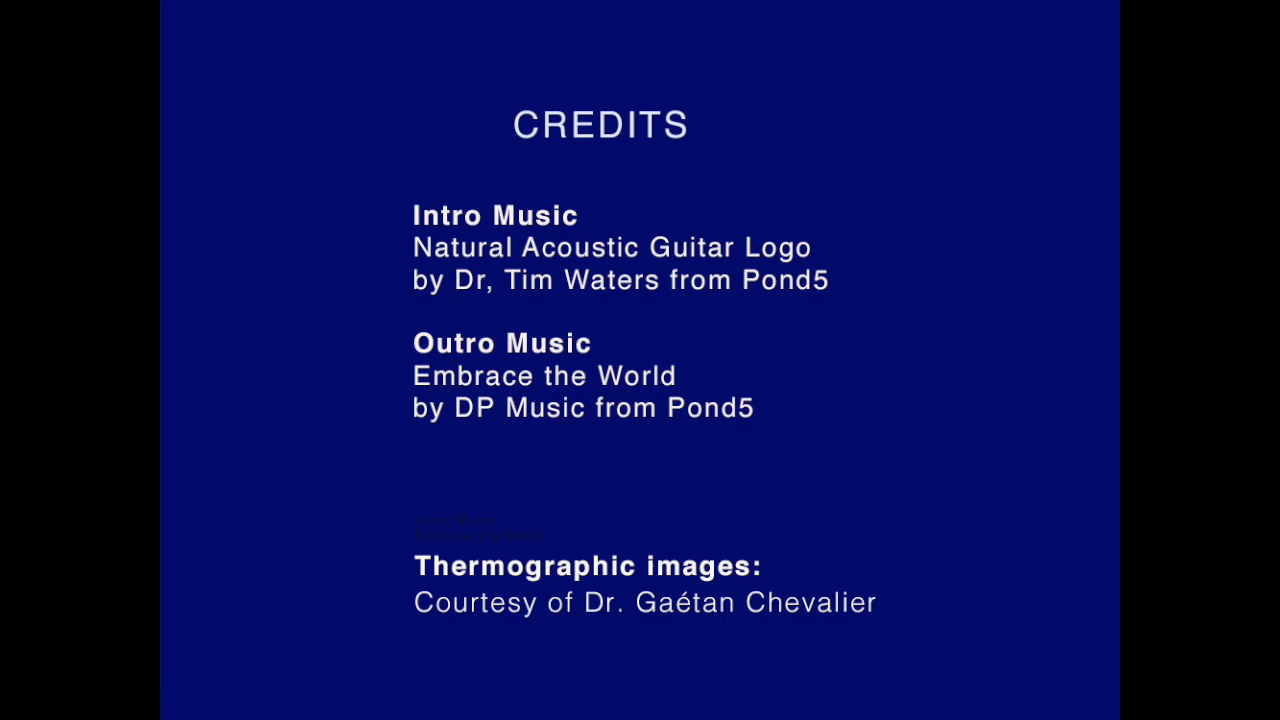 CREDITS
Intro Music
Natural Acoustic Guitar Logo
by Dr, Tim Waters from Pond5
Outro Music
Embrace the World
by DP Music from Pond5
Thermographic images:
Courtesy of Dr. Gaétan Chevalier